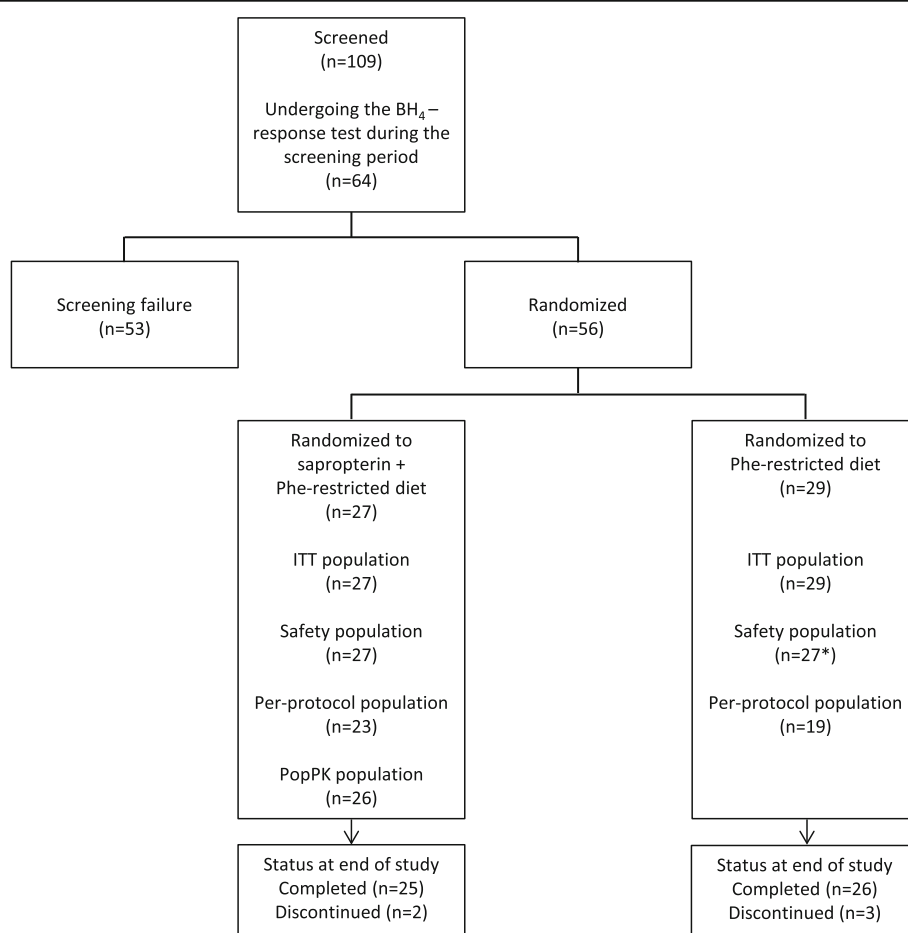 Screened
(n=109)
Undergoing the BH4 –
response test during the
screening period
(n=64)
Screening failure
(n=53)
Randomized
(n=56)
Randomized to
sapropterin +
Phe-restricted diet
(n=27)
ITT population
(n=27)
Safety population
(n=27)
Per-protocol population
(n=23)
PopPK population
(n=26)
Randomized to
Phe-restricted diet
(n=29)
ITT population
(n=29)
Safety population
(n=27*)
Per-protocol population
(n=19)
Status at end of study
Completed (n=25)
Discontinued (n=2)
Status at end of study
Completed (n=26)
Discontinued (n=3)